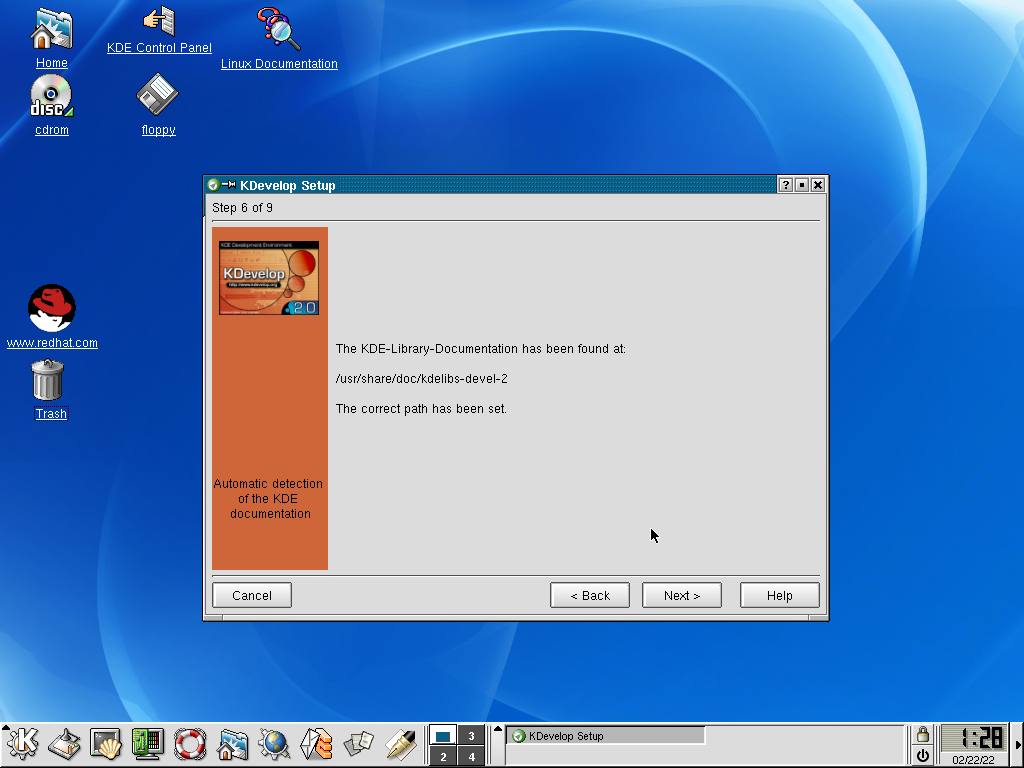 Home
KDE Control Panel
Linux Documentation
disc
cdrom
floppy
www.redhat.com
Trash
KDevelop Setup
Step 6 of 9
KDE Development Environment
KDevelop
http://www.kdevelop.org
2.0
The KDE-Library-Documentation has been found at:
/usr/share/doc/kdelibs-devel-2
The correct path has been set.
Automatic detection
of the KDE
documentation
Cancel
< Back
Next >
Help
K
3
2
4
KDevelop Setup
1:28
02/22/22